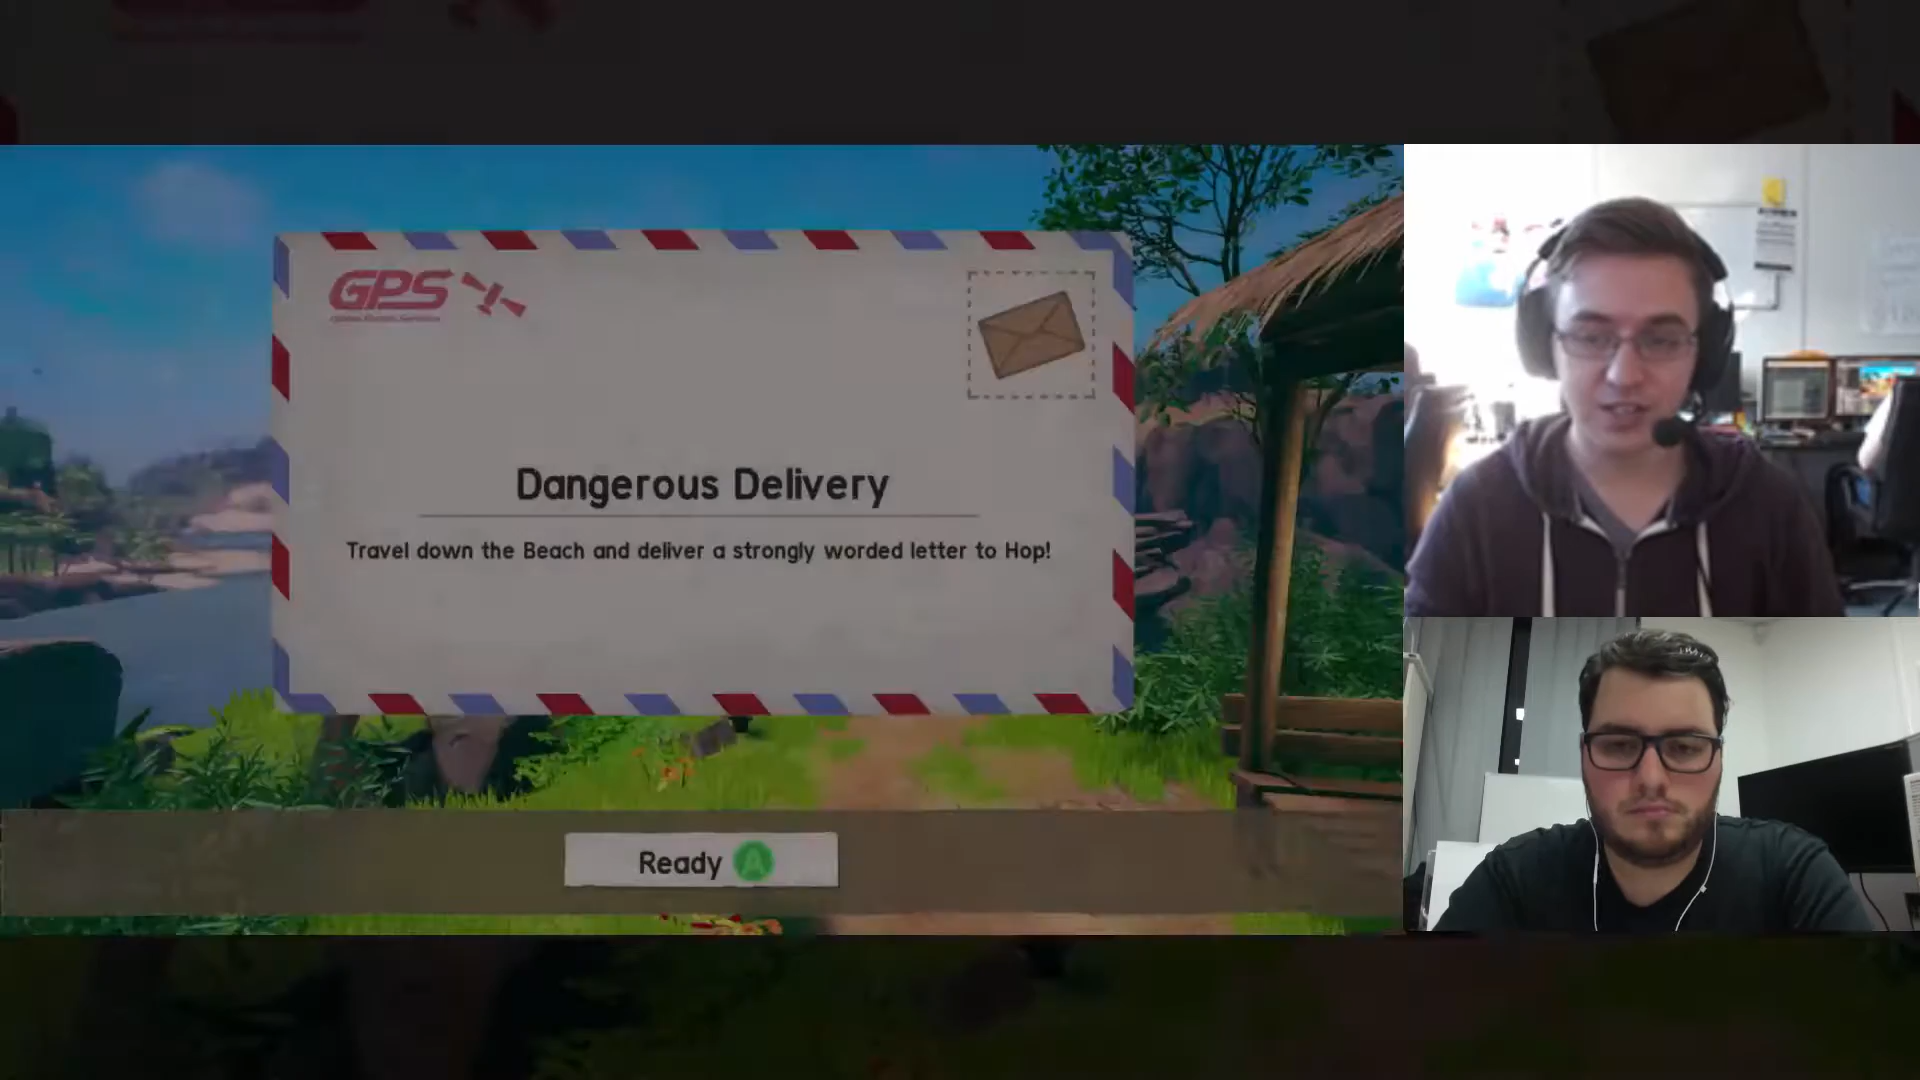 GPS
Dangerous Delivery
Travel down the Beach and deliver a strongly worded letter to Hop!
Ready A